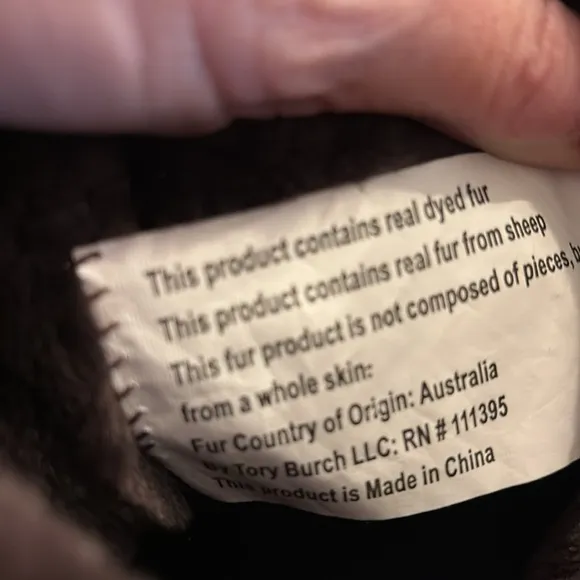 This product contains real dyed fur
This product contains real fur from sheep
This fur product is not composed of pieces,
from a whole skin:
Fur Country of Origin: Australia
By Tory Burch LLC: RN # 111395
This product is Made in China